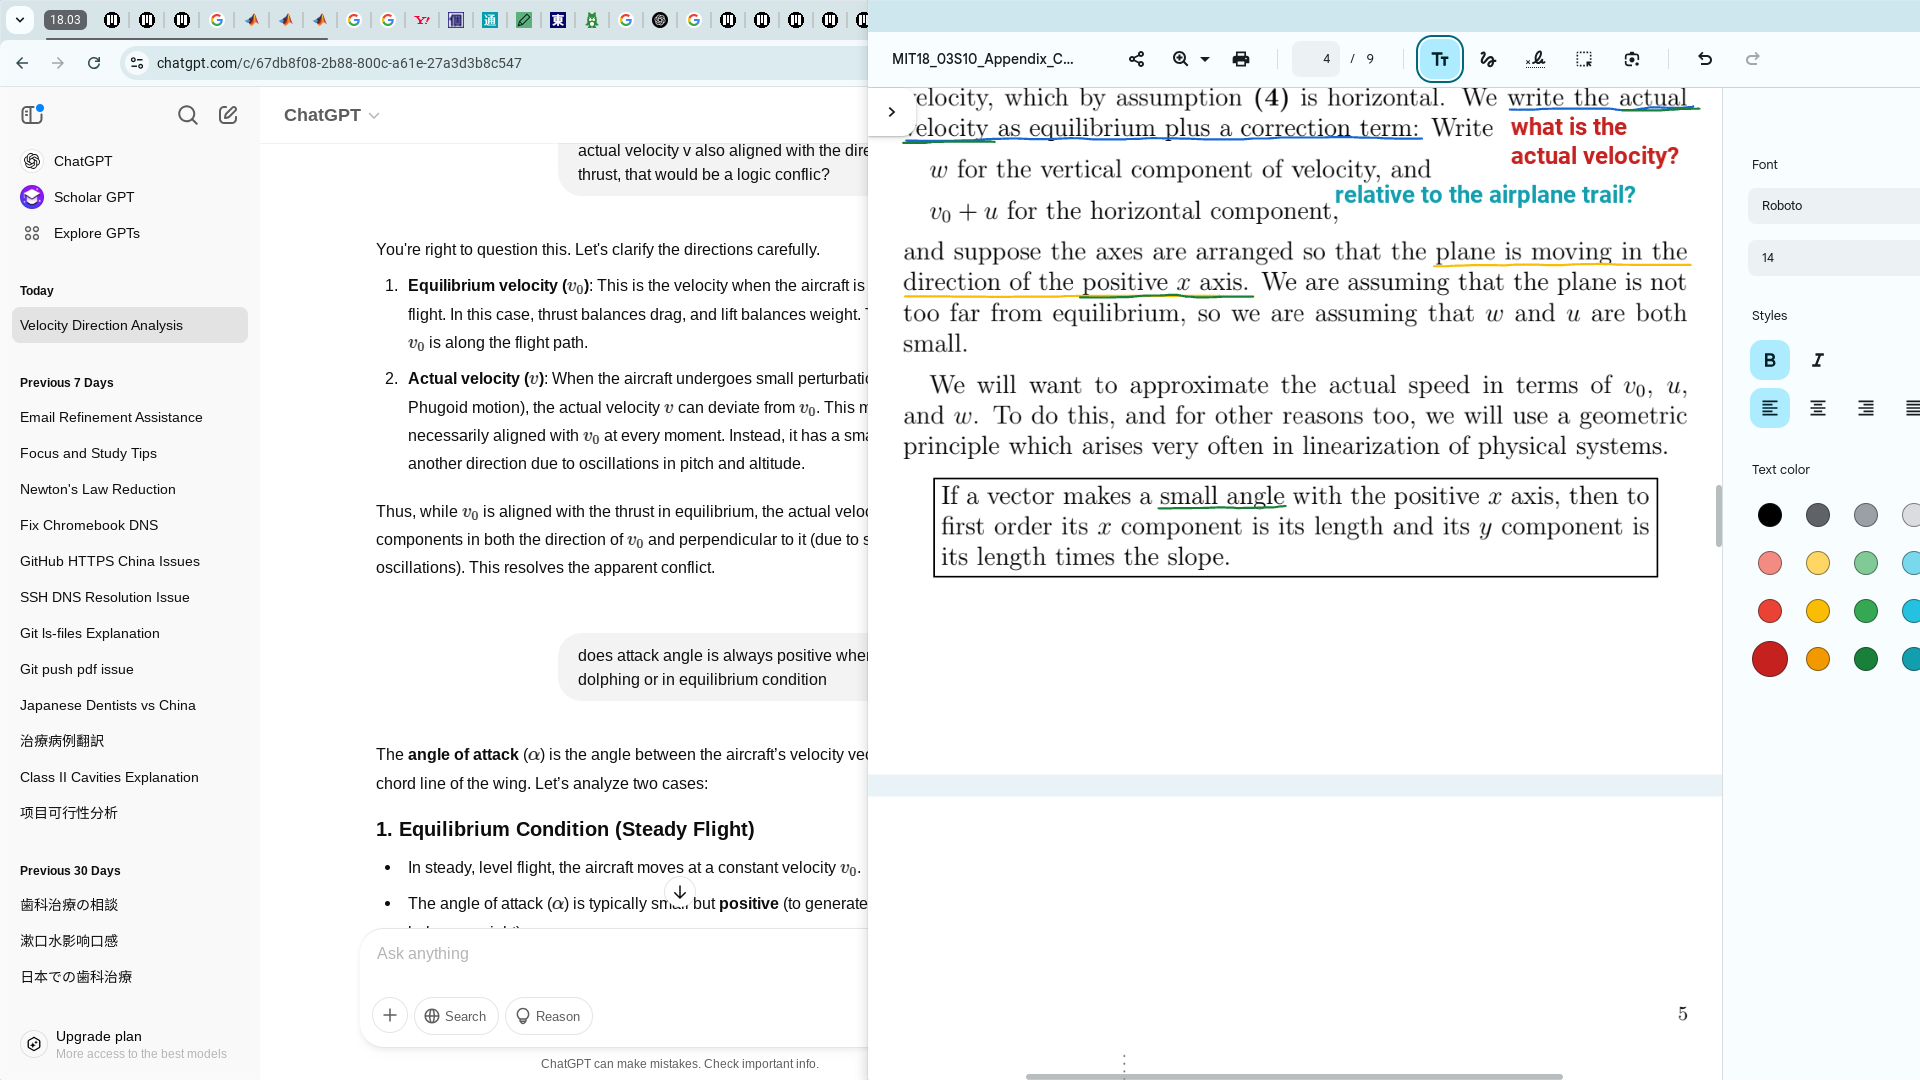 18.03
chatgpt.com/c/67db8f08-2b88-800c-a61e-27a3d3b8c547
ChatGPT
Scholar GPT
Explore GPTs
Today
Velocity Direction Analysis
Previous 7 Days
Email Refinement Assistance
Focus and Study Tips
Newton's Law Reduction
Fix Chromebook DNS
GitHub HTTPS China Issues
SSH DNS Resolution Issue
Git ls-files Explanation
Git push pdf issue
Japanese Dentists vs China
治療病例翻訳
Class II Cavities Explanation
项目可行性分析
Previous 30 Days
歯科治療の相談
漱口水影响口感
日本での歯科治療
Upgrade plan
More access to the best models
ChatGPT
actual velocity v also aligned with the dire
thrust, that would be a logic conflic?
You're right to question this. Let's clarify the directions carefully.
1. Equilibrium velocity (v₀): This is the velocity when the aircraft is
flight. In this case, thrust balances drag, and lift balances weight.
v₀ is along the flight path.
2. Actual velocity (v): When the aircraft undergoes small perturbatio
Phugoid motion), the actual velocity v can deviate from v₀. This m
necessarily aligned with v₀ at every moment. Instead, it has a sma
another direction due to oscillations in pitch and altitude.
Thus, while v₀ is aligned with the thrust in equilibrium, the actual veloc
components in both the direction of v₀ and perpendicular to it (due to s
oscillations). This resolves the apparent conflict.
does attack angle is always positive when
dolphing or in equilibrium condition
The angle of attack (α) is the angle between the aircraft's velocity vec
chord line of the wing. Let's analyze two cases:
1. Equilibrium Condition (Steady Flight)
• In steady, level flight, the aircraft moves at a constant velocity v₀.
• The angle of attack (α) is typically small but positive (to generate
Ask anything
Search
Reason
ChatGPT can make mistakes. Check important info.
MIT18_03S10_Appendix_C...
4 / 9
velocity, which by assumption (4) is horizontal. We write the actual
velocity as equilibrium plus a correction term: Write
what is the
actual velocity?
w for the vertical component of velocity, and
relative to the airplane trail?
v₀ + u for the horizontal component,
and suppose the axes are arranged so that the plane is moving in the
direction of the positive x axis. We are assuming that the plane is not
too far from equilibrium, so we are assuming that w and u are both
small.
We will want to approximate the actual speed in terms of v₀, u,
and w. To do this, and for other reasons too, we will use a geometric
principle which arises very often in linearization of physical systems.
If a vector makes a small angle with the positive x axis, then to
first order its x component is its length and its y component is
its length times the slope.
5
Font
Roboto
14
Styles
B I
Text color